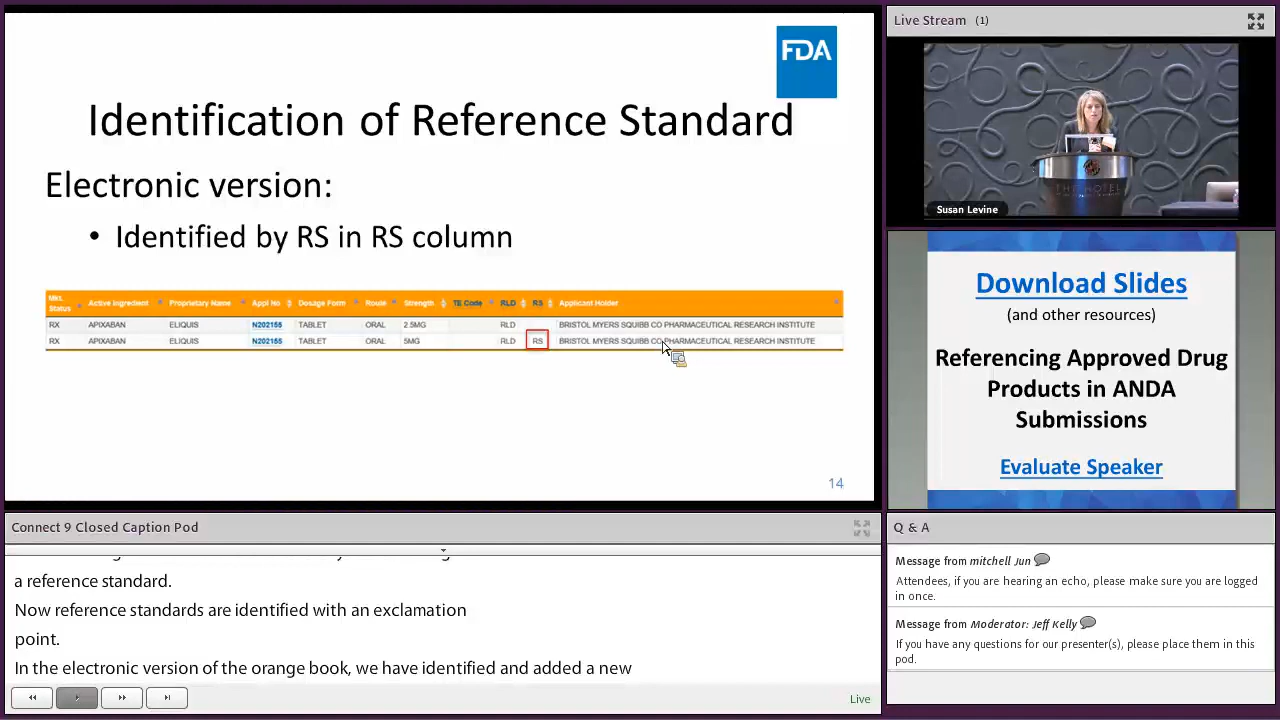 FDA
Identification of Reference Standard
Electronic version:
• Identified by RS in RS column
Mkt. Status Active Ingredient Proprietary Name Appl No Dosage Form Route Strength TE Code RLD RS Applicant Holder
RX APIXABAN ELIQUIS N202155 TABLET ORAL 2.5MG RLD BRISTOL MYERS SQUIBB CO PHARMACEUTICAL RESEARCH INSTITUTE
RX APIXABAN ELIQUIS N202155 TABLET ORAL 5MG RLD RS BRISTOL MYERS SQUIBB CO PHARMACEUTICAL RESEARCH INSTITUTE
14
Live Stream (1)
THE HOTEL
Susan Levine
Download Slides
(and other resources)
Referencing Approved Drug
Products in ANDA
Submissions
Evaluate Speaker
Connect 9 Closed Caption Pod
a reference standard.
Now reference standards are identified with an exclamation
point.
In the electronic version of the orange book, we have identified and added a new
Live
Q & A
Message from mitchell Jun
Attendees, if you are hearing an echo, please make sure you are logged
in once.
Message from Moderator: Jeff Kelly
If you have any questions for our presenter(s), please place them in this
pod.